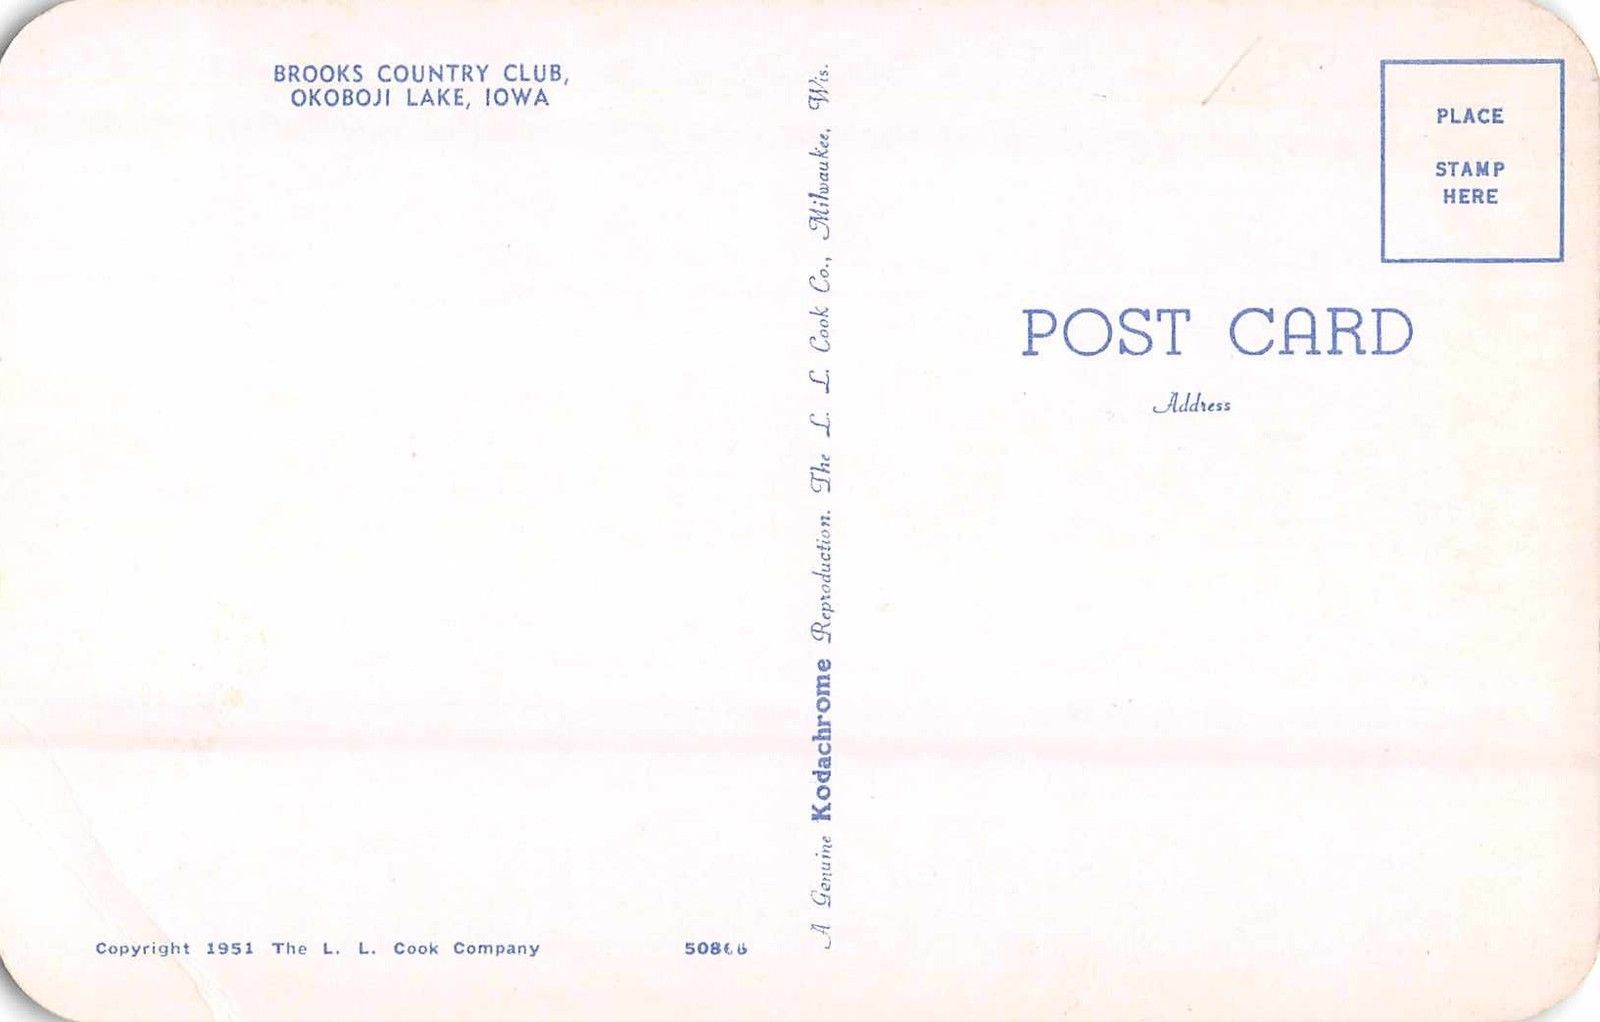 BROOKS COUNTRY CLUB,
OKOBOJI LAKE, IOWA
A Genuine Kodachrome Reproduction. The L. L. Cook Co., Milwaukee, Wis.
PLACE
STAMP
HERE
POST CARD
Address
Copyright 1951 The L. L. Cook Company